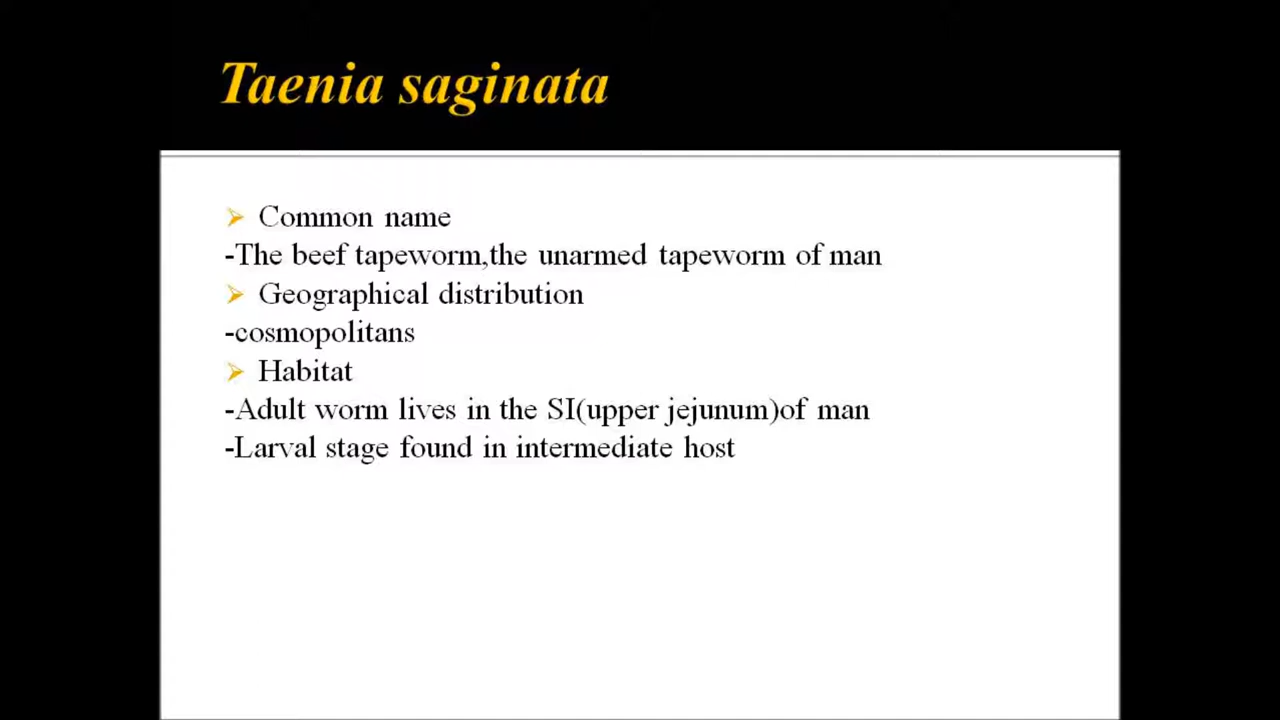 Taenia saginata
Common name
-The beef tapeworm,the unarmed tapeworm of man
Geographical distribution
-cosmopolitans
Habitat
-Adult worm lives in the SI(upper jejunum)of man
-Larval stage found in intermediate host